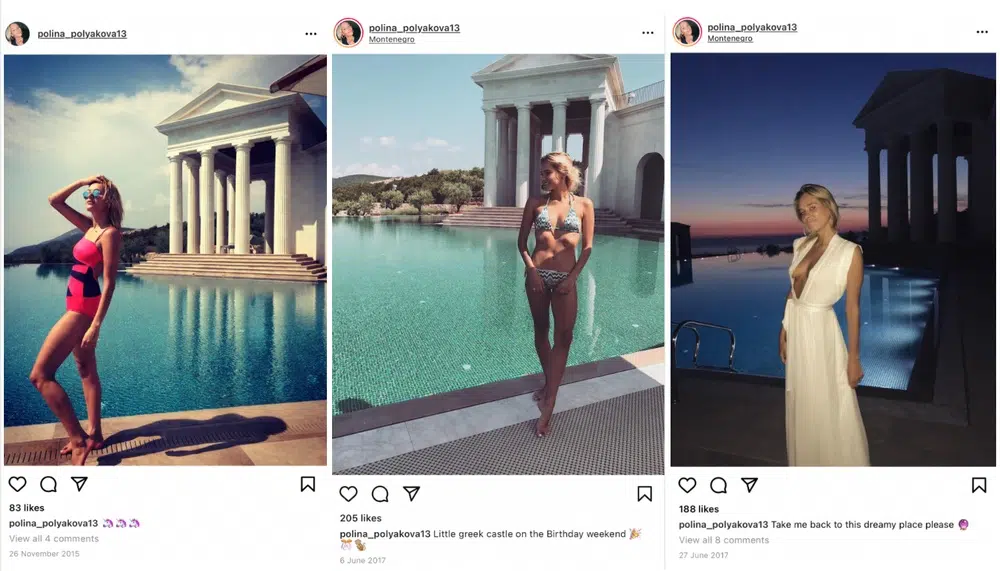 polina_polyakova13
83 likes
polina_polyakova13 🦄🦄🦄
View all 4 comments
26 November 2015
polina_polyakova13
Montenegro
205 likes
polina_polyakova13 Little greek castle on the Birthday weekend 🎉
6 June 2017
polina_polyakova13
Montenegro
188 likes
polina_polyakova13 Take me back to this dreamy place please 🔮
View all 8 comments
27 June 2017